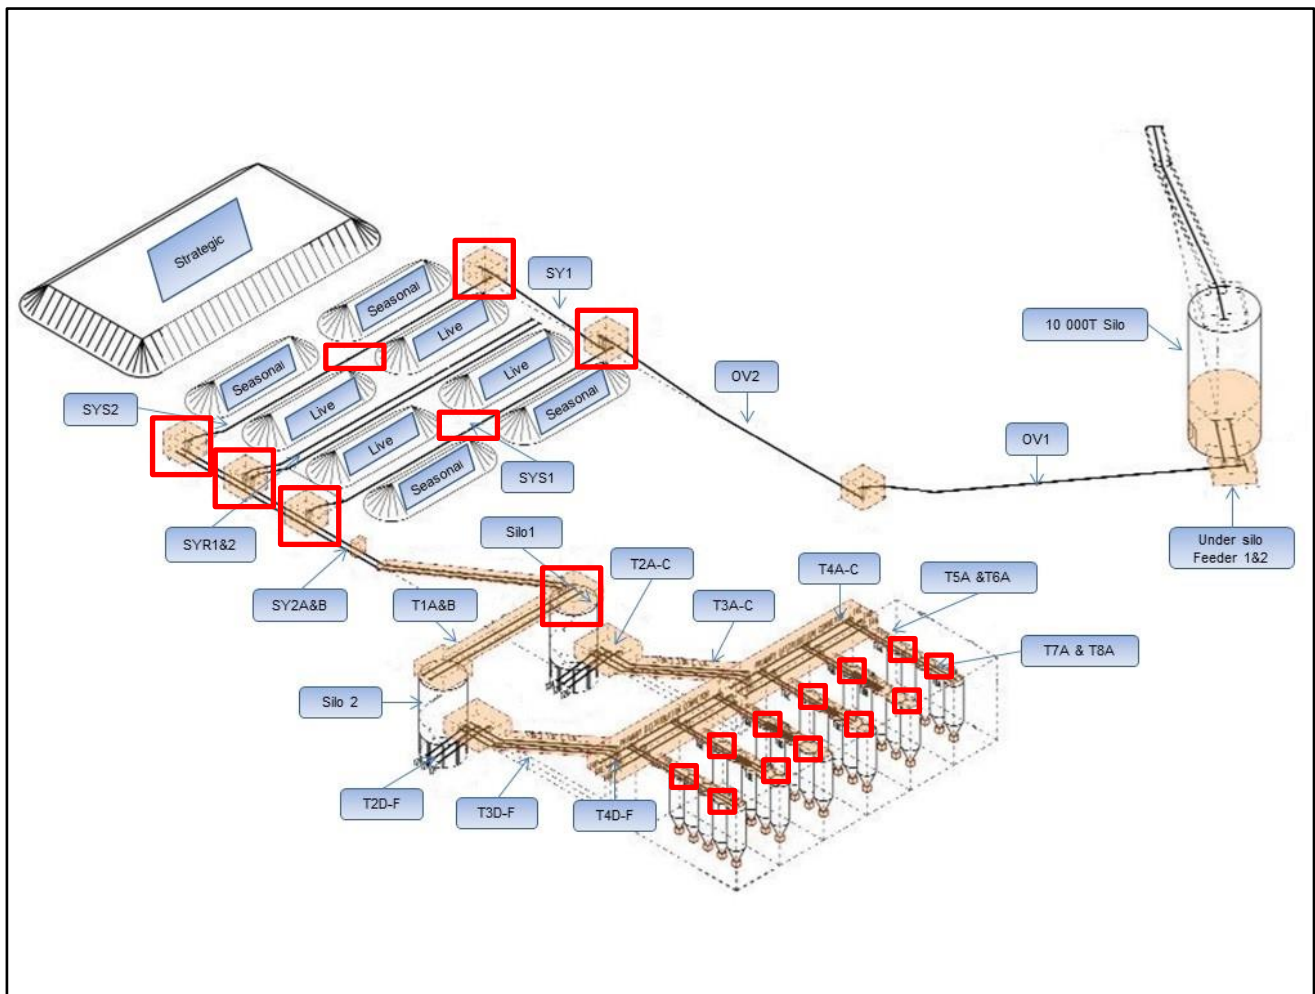 Strategic
Seasonal
Live
SY1
10 000T Silo
Seasonal
Live
Live
OV2
SYS2
Live
Seasonal
OV1
Seasonal
SYS1
SYR1&2
Silo1
T2A-C
T4A-C
Under silo
Feeder 1&2
SY2A&B
T1A&B
T3A-C
T5A &T6A
T7A & T8A
Silo 2
T2D-F
T3D-F
T4D-F